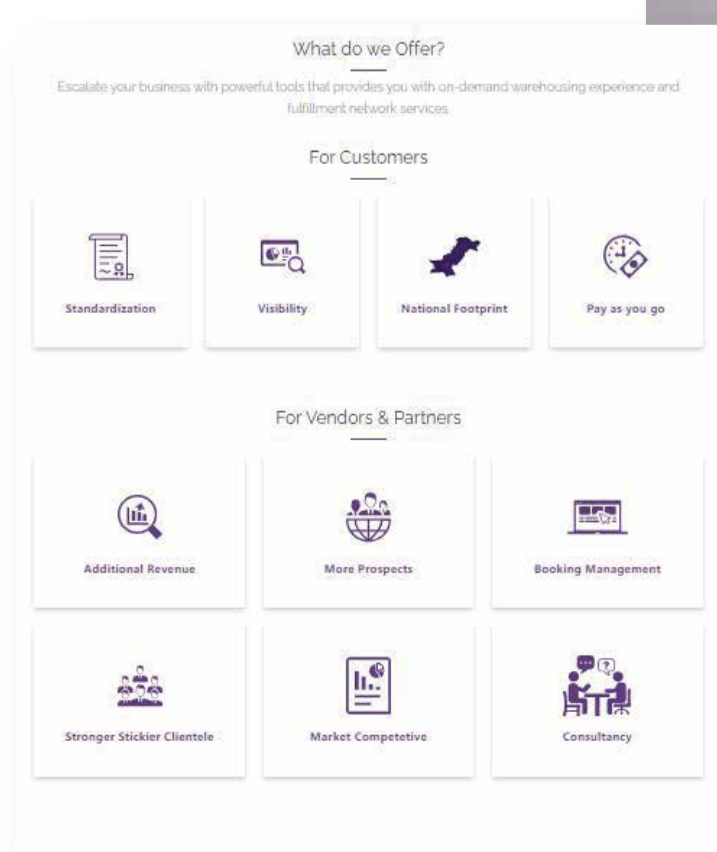 What do we Offer?
Escalate your business with powerful tools that provides you with on-demand warehousing experience and
fulfillment network services.
For Customers
Standardization
Visibility
National Footprint
Pay as you go
For Vendors & Partners
Additional Revenue
More Prospects
Booking Management
Stronger Stickier Clientele
Market Competetive
Consultancy